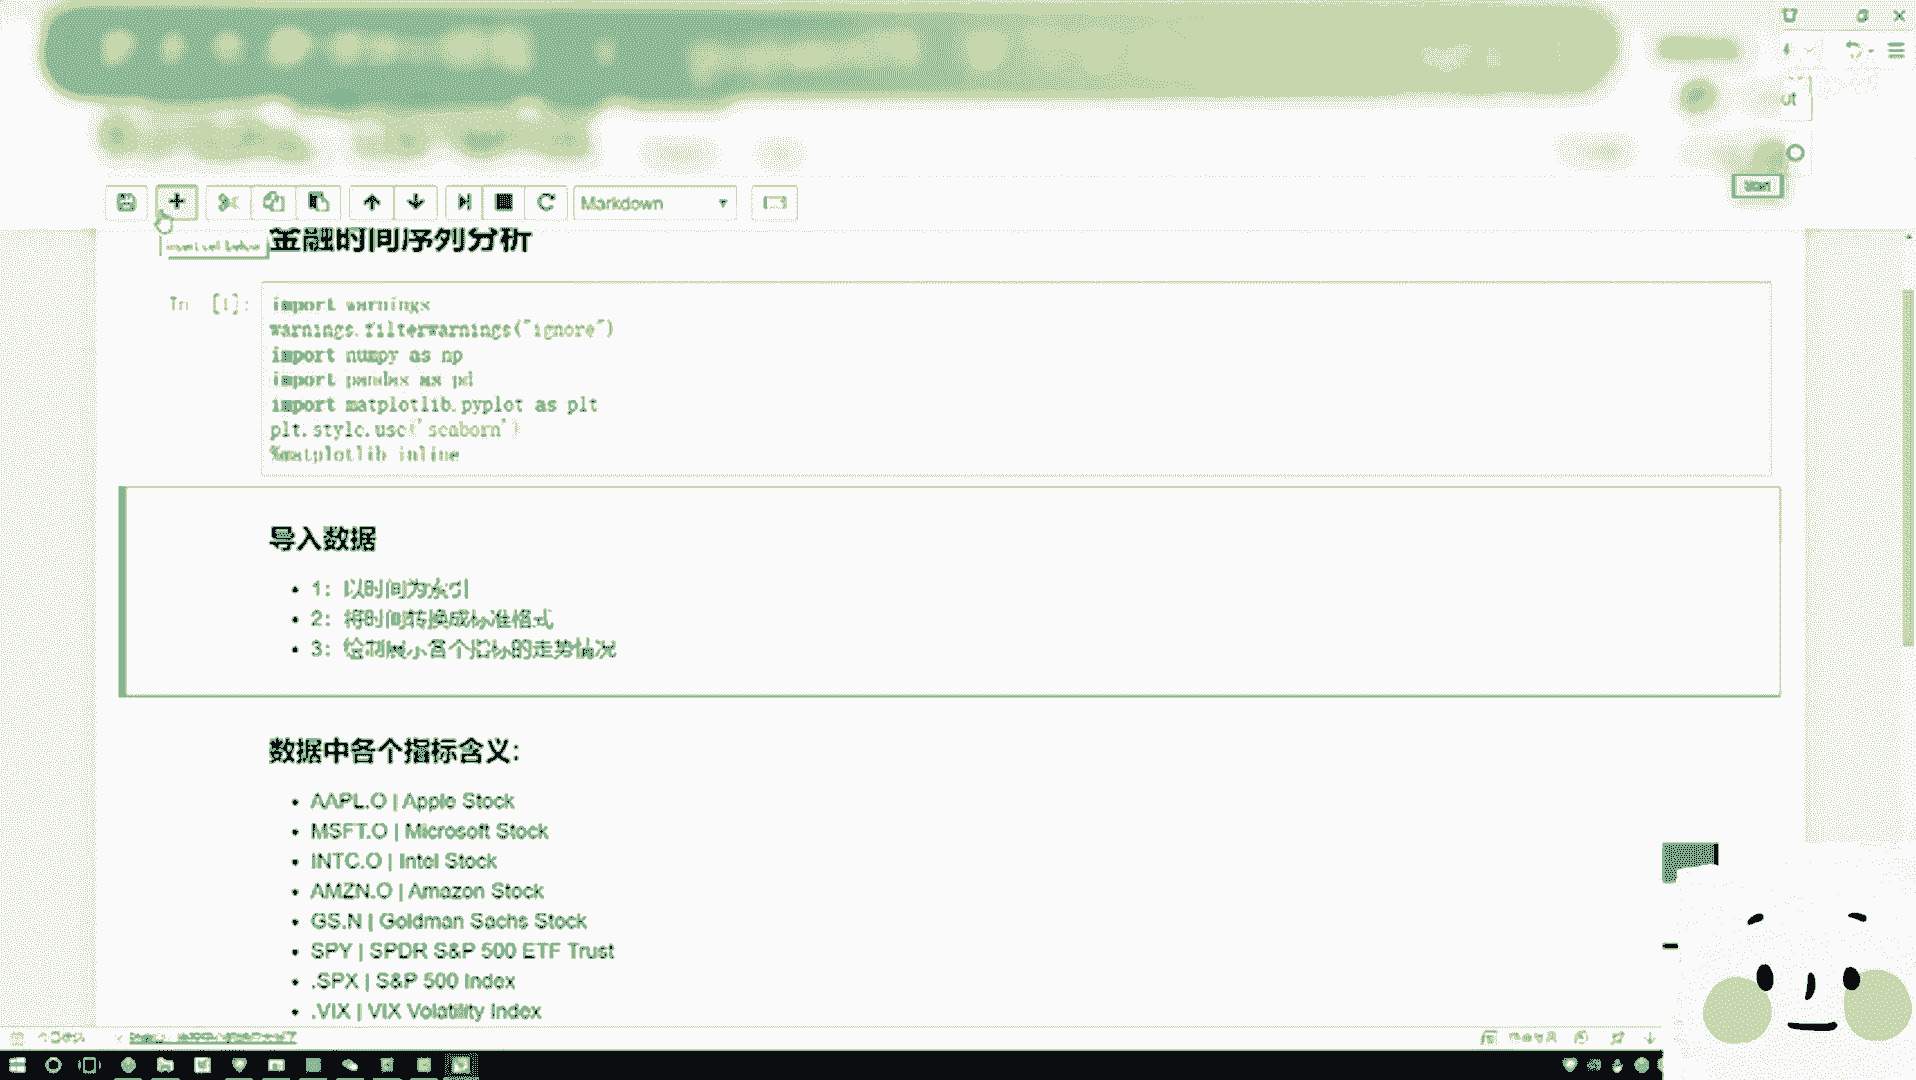 ut
Start
Markdown
insert cell below
金融时间序列分析
In [1]:
import warnings
warnings.filterwarnings("ignore")
import numpy as np
import pandas as pd
import matplotlib.pyplot as plt
plt.style.use('seaborn')
%matplotlib inline
导入数据
1: 以时间为索引
2: 将时间转换成标准格式
3: 绘制展示各个指标的走势情况
数据中各个指标含义:
AAPL.O | Apple Stock
MSFT.O | Microsoft Stock
INTC.O | Intel Stock
AMZN.O | Amazon Stock
GS.N | Goldman Sachs Stock
SPY | SPDR S&P 500 ETF Trust
.SPX | S&P 500 Index
.VIX | VIX Volatility Index